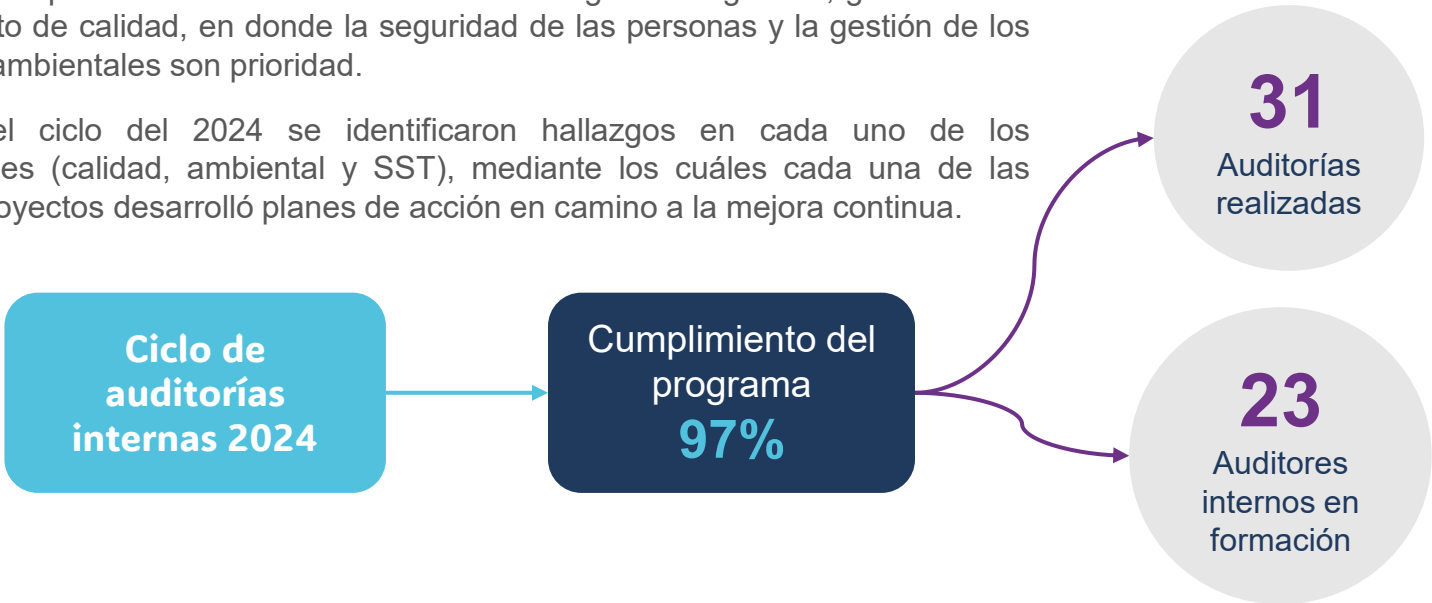 to de calidad, en donde la seguridad de las personas y la gestión de los
ambientales son prioridad.
el ciclo del 2024 se identificaron hallazgos en cada uno de los
es (calidad, ambiental y SST), mediante los cuáles cada una de las
oyectos desarrolló planes de acción en camino a la mejora continua.
Ciclo de
auditorías
internas 2024
Cumplimiento del
programa
97%
31
Auditorías
realizadas
23
Auditores
internos en
formación